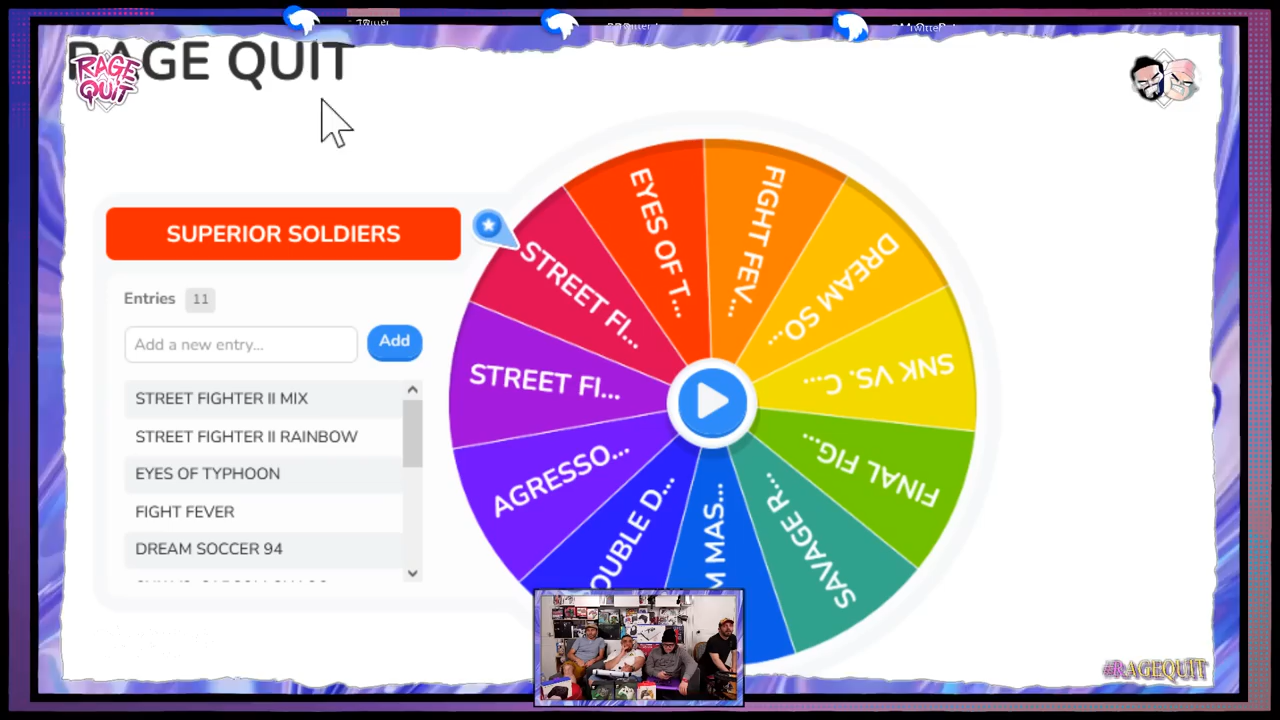 RAGE QUIT
RAGE
QUIT
SUPERIOR SOLDIERS
Entries 11
Add a new entry...
Add
STREET FIGHTER II MIX
STREET FIGHTER II RAINBOW
EYES OF TYPHOON
FIGHT FEVER
DREAM SOCCER 94
EYES OF T...
FIGHT FEV...
DREAM SO...
SNK VS. C...
FINAL FIG...
SAVAGE R...
M MAS...
OUBLE D...
AGRESSO...
STREET FI...
STREET FI...
#RAGEQUIT